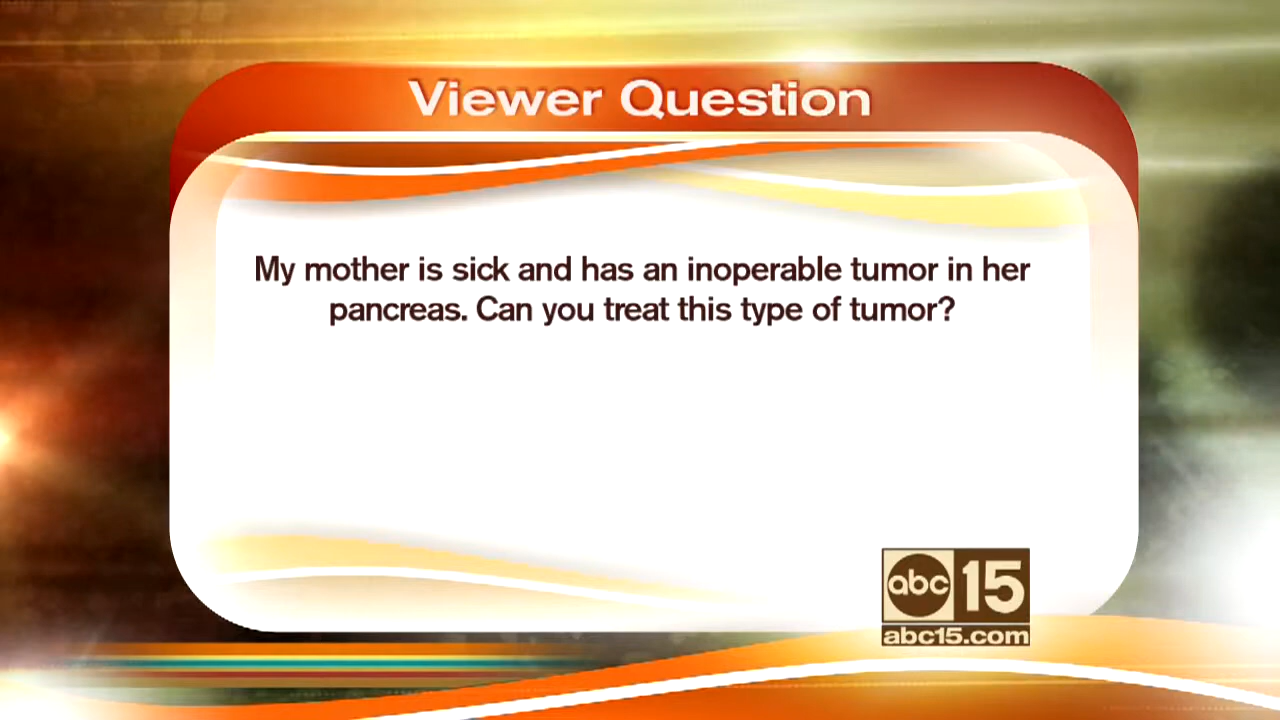 Viewer Question
My mother is sick and has an inoperable tumor in her
pancreas. Can you treat this type of tumor?
abc 15
abc15.com